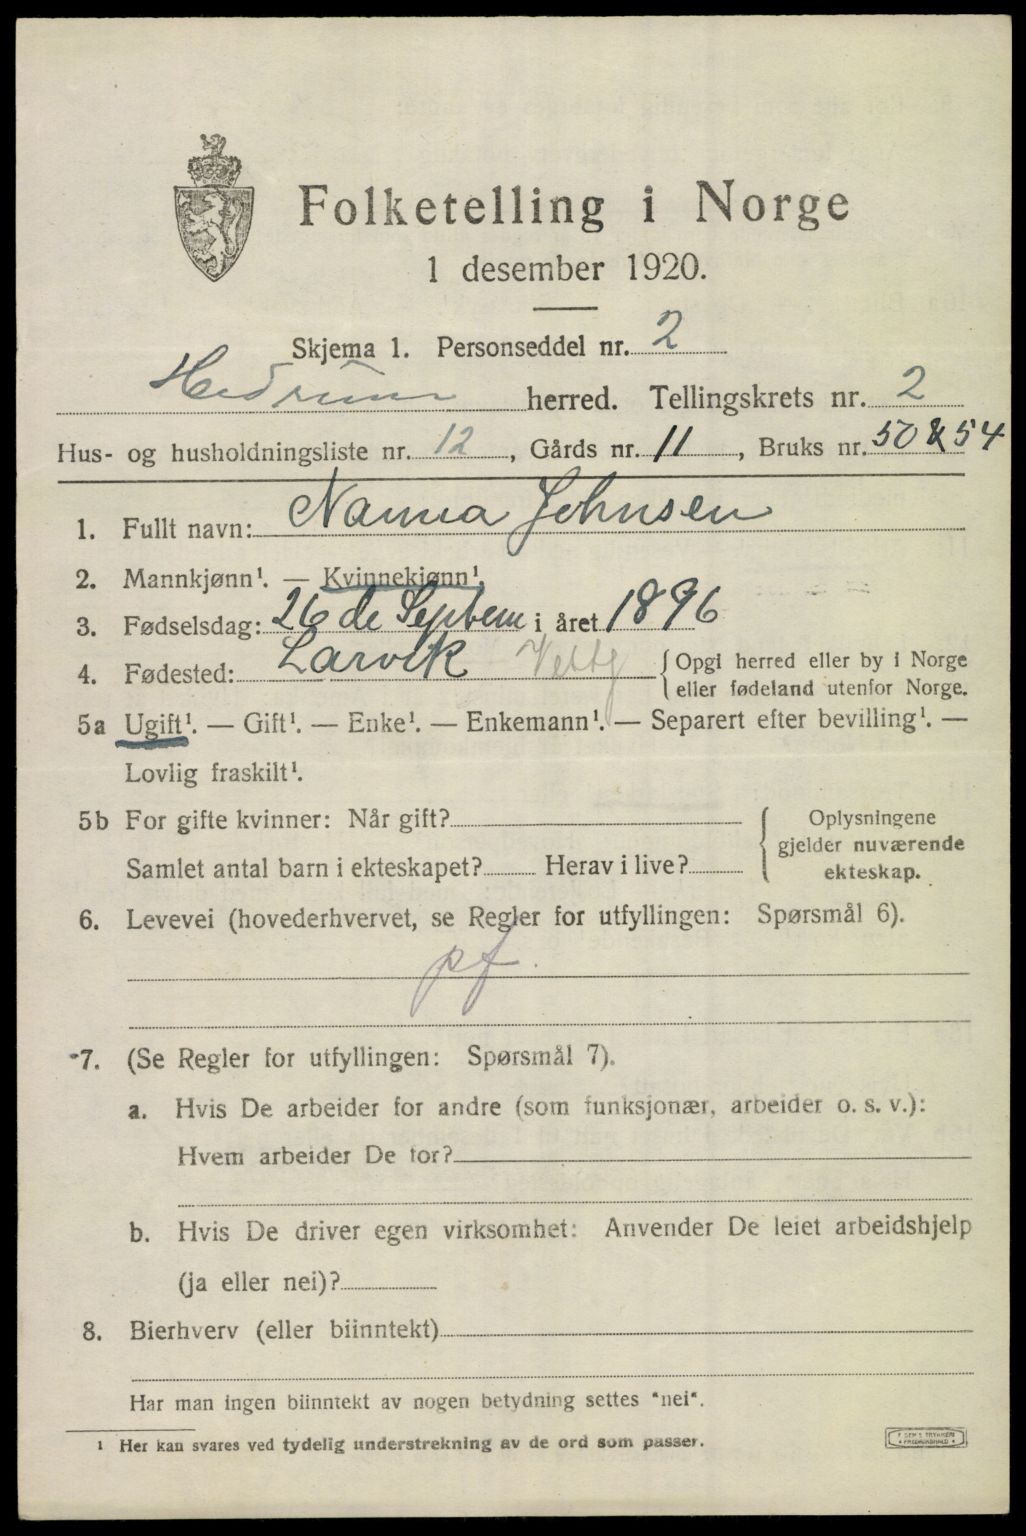 Folketelling i Norge
1 desember 1920.
Skjema 1. Personseddel nr. 2
Hedrum herred. Tellingskrets nr. 2
Hus- og husholdningsliste nr. 12, Gårds nr. 11, Bruks nr. 50 & 54
1. Fullt navn: Nanna Johnsen
2. Mannkjønn¹. — Kvinnekjønn¹.
3. Fødselsdag: 26 de Septem i året 1896
4. Fødested: Larvik Vestf {Opgi herred eller by i Norge
eller fødeland utenfor Norge.
5a Ugift¹. — Gift¹. — Enke¹. — Enkemann¹. — Separert efter bevilling¹. —
Lovlig fraskilt¹.
5b For gifte kvinner: Når gift? { Oplysningene
gjelder nuværende
Samlet antal barn i ekteskapet? Herav i live?
ekteskap.
6. Levevei (hovederhvervet, se Regler for utfyllingen: Spørsmål 6).
pf.
7. (Se Regler for utfyllingen: Spørsmål 7).
a. Hvis De arbeider for andre (som funksjonær, arbeider o. s. v.):
Hvem arbeider De for?
b. Hvis De driver egen virksomhet: Anvender De leiet arbeidshjelp
(ja eller nei)?
8. Bierhverv (eller biinntekt)
Har man ingen biinntekt av nogen betydning settes "nei".
¹ Her kan svares ved tydelig understrekning av de ord som passer.